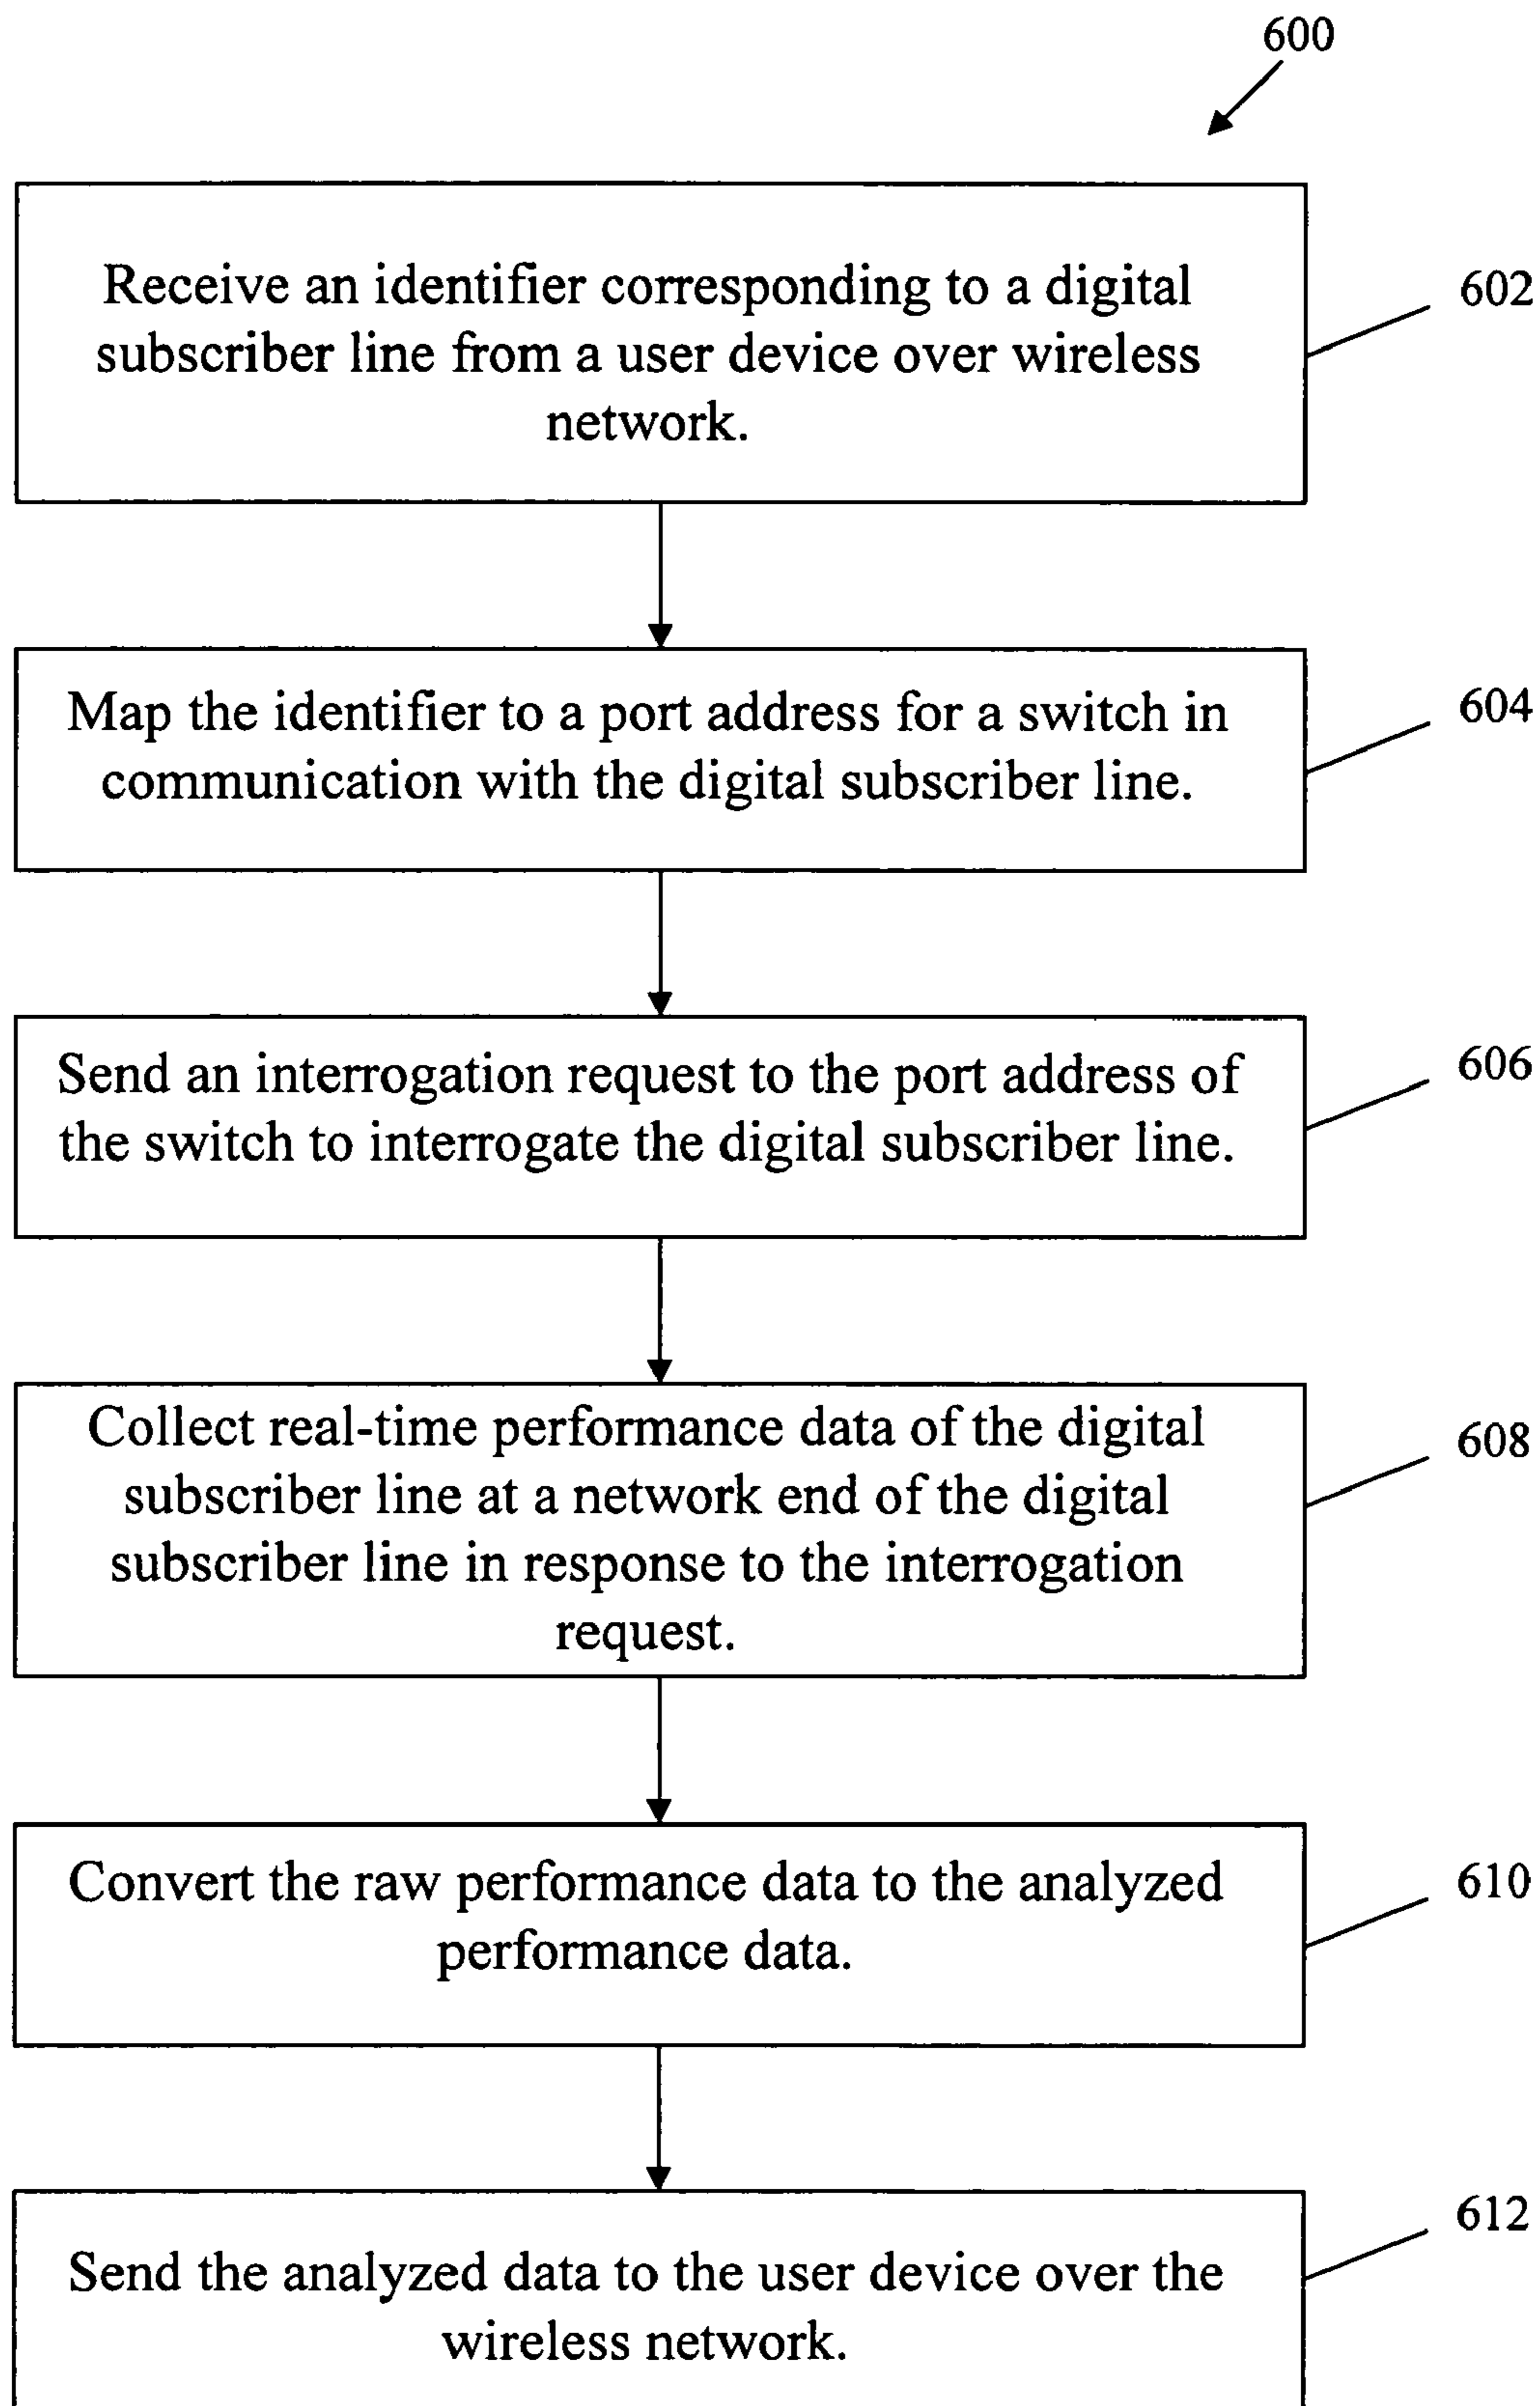 600
Receive an identifier corresponding to a digital
subscriber line from a user device over wireless
network.
602
Map the identifier to a port address for a switch in
communication with the digital subscriber line.
604
Send an interrogation request to the port address of
the switch to interrogate the digital subscriber line.
606
Collect real-time performance data of the digital
subscriber line at a network end of the digital
subscriber line in response to the interrogation
request.
608
Convert the raw performance data to the analyzed
performance data.
610
Send the analyzed data to the user device over the
wireless network.
612